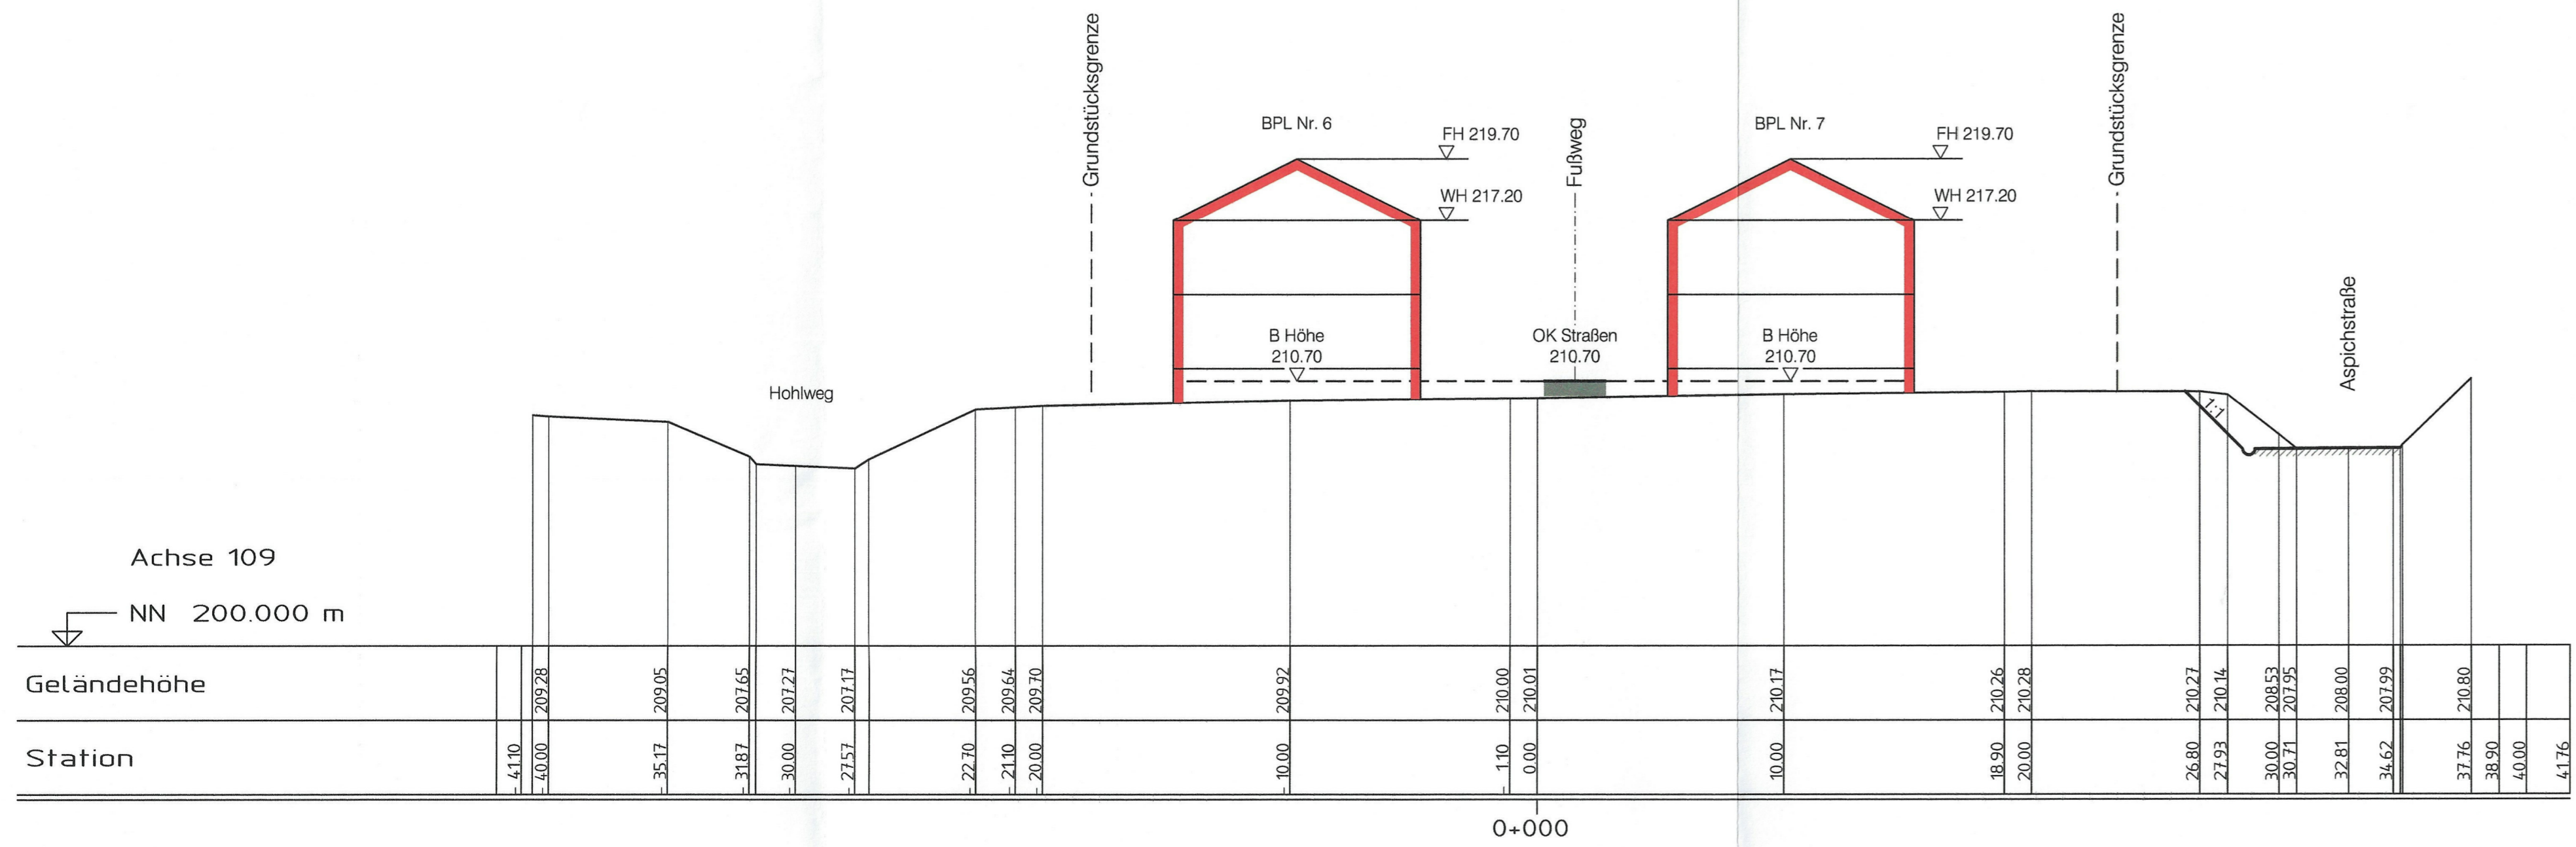 Grundstücksgrenze
Grundstücksgrenze
BPL Nr. 6
BPL Nr. 7
FH 219.70
FH 219.70
Fußweg
WH 217.20
WH 217.20
Aspichstraße
B Höhe
210.70
OK Straßen
210.70
B Höhe
210.70
Hohlweg
1:1
Achse 109
NN 200.000 m
Geländehöhe
209.28 209.05 207.65 207.27 207.17 209.56 209.64 209.70 209.92 210.00 210.01 210.17 210.26 210.28 210.27 210.14 208.53 207.95 208.00 207.99 210.80
Station
41.10 40.00 35.17 31.87 30.00 27.57 22.70 21.10 20.00 10.00 1.10 0.00 10.00 18.90 20.00 26.80 27.93 30.00 30.71 32.81 34.62 37.76 38.90 40.00 41.76
0+000